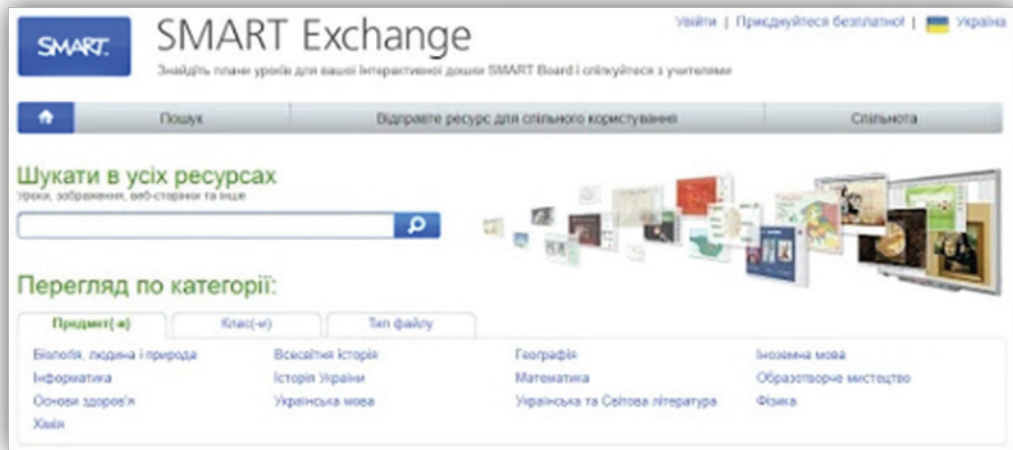 SMART.
SMART Exchange
Увійти | Приєднуйтеся безплатно! | Україна
Знайдіть плани уроків для вашої інтерактивної дошки SMART Board і спілкуйтеся з учителями
Пошук
Відправте ресурс для спільного користування
Спільнота
Шукати в усіх ресурсах
Уроки, зображення, веб-сторінки та інше
Перегляд по категорії:
Предмет(-и)
Клас(-и)
Тип файлу
Біологія, людина і природа
Всесвітня історія
Географія
Іноземна мова
Інформатика
Історія України
Математика
Образотворче мистецтво
Основи здоров'я
Українська мова
Українська та Світова література
Фізика
Хімія